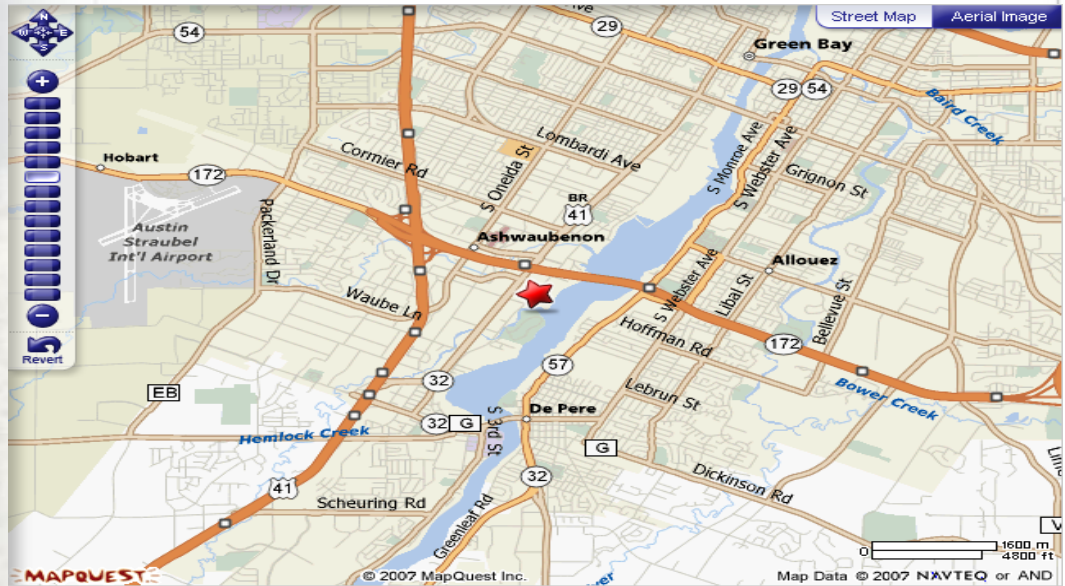 N
W
E
S
Street Map
Aerial Image
54
29
Green Bay
29
54
Baird Creek
Lombardi Ave
Cormier Rd
S Oneida St
S Monroe Ave
S Webster Ave
Grignon St
Hobart
172
BR
41
Packerland Dr
Austin
Straubel
Int'l Airport
Ashwaubenon
Allouez
S Webster Ave
Libal St
Bellevue St
Waube Ln
Hoffman Rd
172
Revert
57
32
EB
Lebrun St
Bower Creek
De Pere
32
G
S 3rd St
Hemlock Creek
G
Dickinson Rd
32
41
Scheuring Rd
Greenleaf Rd
0
1600 m
4800 ft
MAPQUEST
© 2007 MapQuest Inc.
Map Data © 2007 NAVTEQ or AND